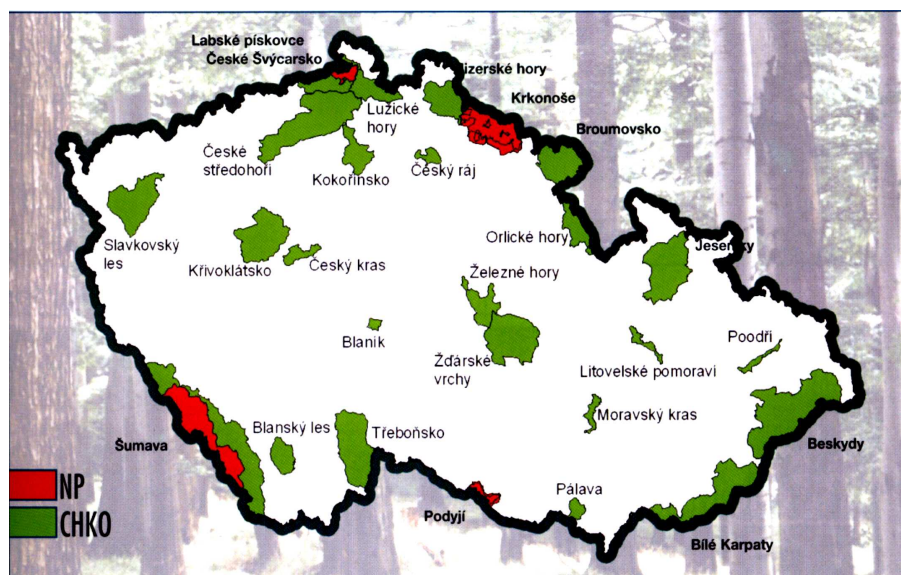 Labské pískovce
České Švýcarsko
Jizerské hory
Krkonoše
Lužické
hory
Broumovsko
České
středohoří
Kokořínsko
Český ráj
Slavkovský
les
Křivoklátsko
Český kras
Orlické hory
Jeseníky
Železné hory
Blaník
Žďárské
vrchy
Litovelské pomoraví
Poodří
Moravský kras
Šumava
Blanský les
Třeboňsko
Beskydy
Pálava
Podyjí
Bílé Karpaty
NP
CHKO